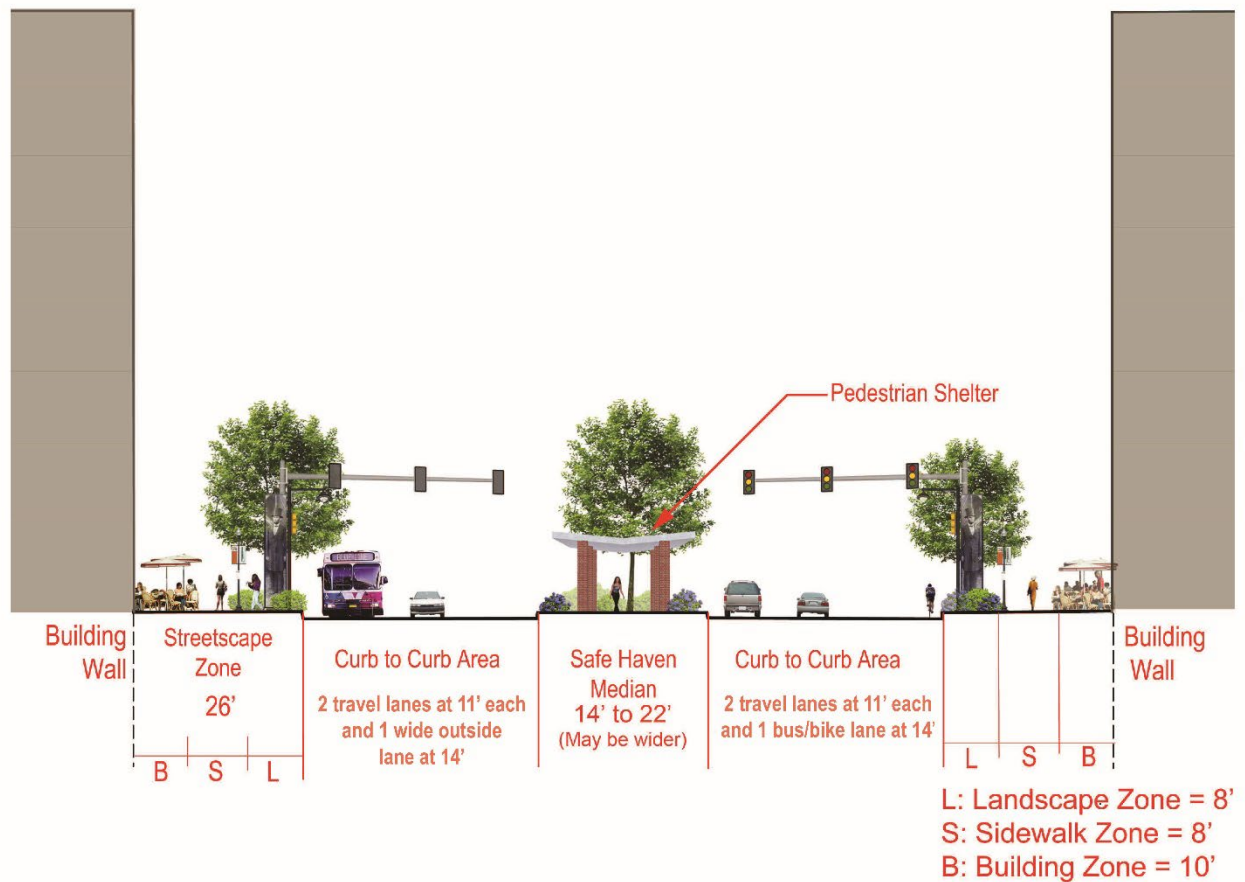 Pedestrian Shelter
Building
Wall
Streetscape
Zone
26’
B S L
Curb to Curb Area
2 travel lanes at 11’ each
and 1 wide outside
lane at 14’
Safe Haven
Median
14’ to 22’
(May be wider)
Curb to Curb Area
2 travel lanes at 11’ each
and 1 bus/bike lane at 14’
L S B
Building
Wall
L: Landscape Zone = 8’
S: Sidewalk Zone = 8’
B: Building Zone = 10’